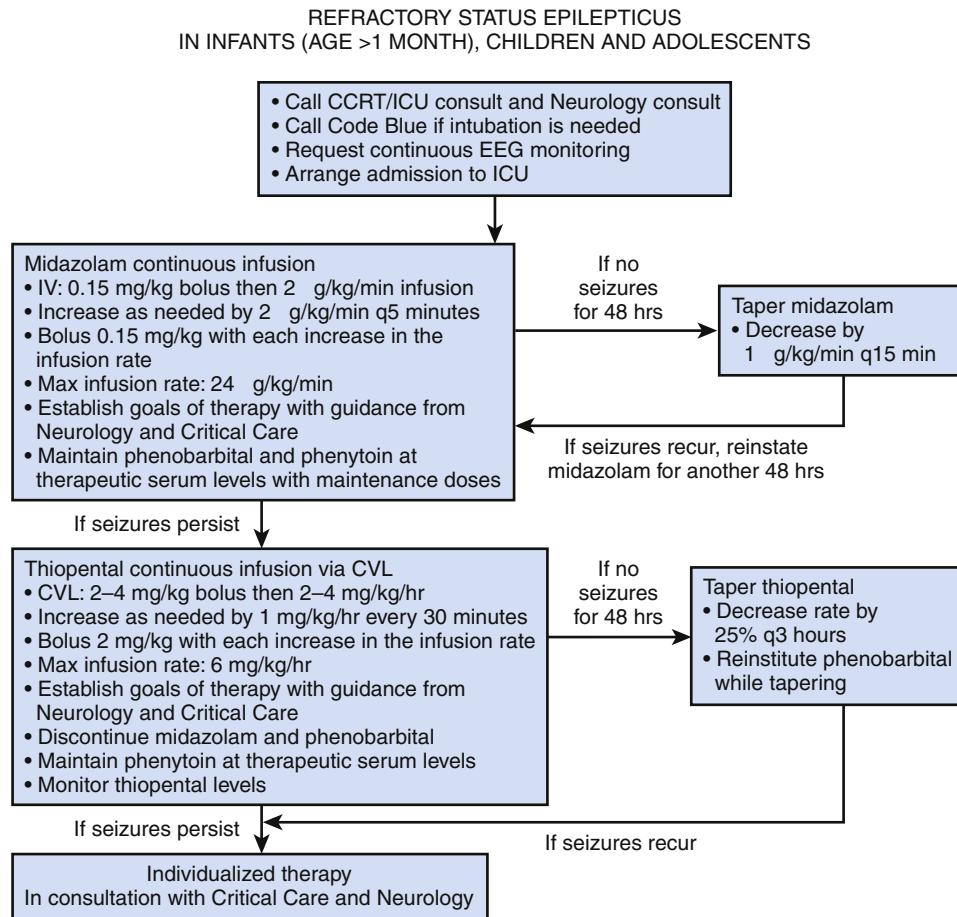 REFRACTORY STATUS EPILEPTICUS
IN INFANTS (AGE >1 MONTH), CHILDREN AND ADOLESCENTS
• Call CCRT/ICU consult and Neurology consult
• Call Code Blue if intubation is needed
• Request continuous EEG monitoring
• Arrange admission to ICU
Midazolam continuous infusion
• IV: 0.15 mg/kg bolus then 2 g/kg/min infusion
• Increase as needed by 2 g/kg/min q5 minutes
• Bolus 0.15 mg/kg with each increase in the
infusion rate
• Max infusion rate: 24 g/kg/min
• Establish goals of therapy with guidance from
Neurology and Critical Care
• Maintain phenobarbital and phenytoin at
therapeutic serum levels with maintenance doses
If no
seizures
for 48 hrs
Taper midazolam
• Decrease by
1 g/kg/min q15 min
If seizures recur, reinstate
midazolam for another 48 hrs
If seizures persist
Thiopental continuous infusion via CVL
• CVL: 2–4 mg/kg bolus then 2–4 mg/kg/hr
• Increase as needed by 1 mg/kg/hr every 30 minutes
• Bolus 2 mg/kg with each increase in the infusion rate
• Max infusion rate: 6 mg/kg/hr
• Establish goals of therapy with guidance from
Neurology and Critical Care
• Discontinue midazolam and phenobarbital
• Maintain phenytoin at therapeutic serum levels
• Monitor thiopental levels
If no
seizures
for 48 hrs
Taper thiopental
• Decrease rate by
25% q3 hours
• Reinstitute phenobarbital
while tapering
If seizures persist
If seizures recur
Individualized therapy
In consultation with Critical Care and Neurology